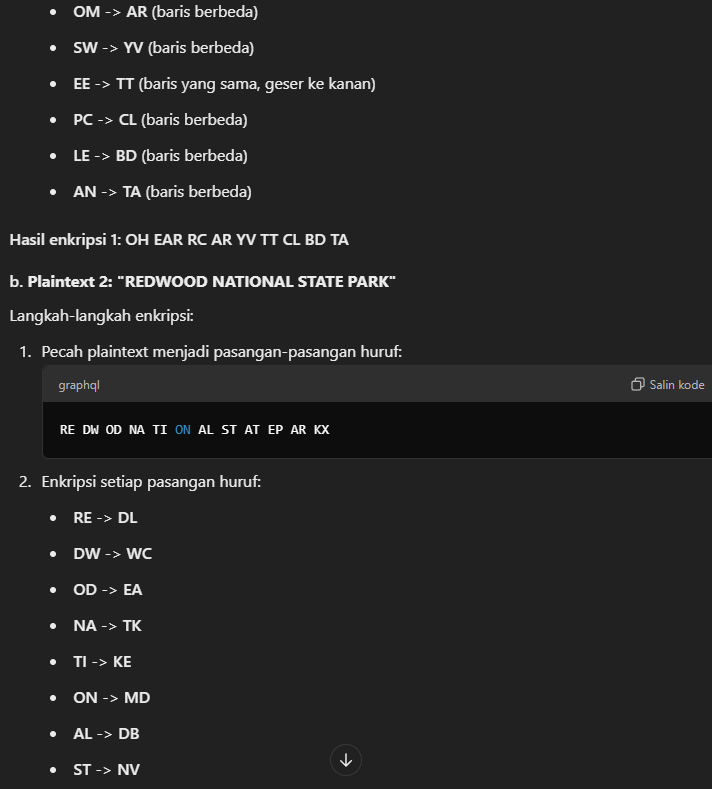 OM -> AR (baris berbeda)
SW -> YV (baris berbeda)
EE -> TT (baris yang sama, geser ke kanan)
PC -> CL (baris berbeda)
LE -> BD (baris berbeda)
AN -> TA (baris berbeda)
Hasil enkripsi 1: OH EAR RC AR YV TT CL BD TA
b. Plaintext 2: "REDWOOD NATIONAL STATE PARK"
Langkah-langkah enkripsi:
1. Pecah plaintext menjadi pasangan-pasangan huruf:
graphql Salin kode
RE DW OD NA TI ON AL ST AT EP AR KX
2. Enkripsi setiap pasangan huruf:
RE -> DL
DW -> WC
OD -> EA
NA -> TK
TI -> KE
ON -> MD
AL -> DB
ST -> NV